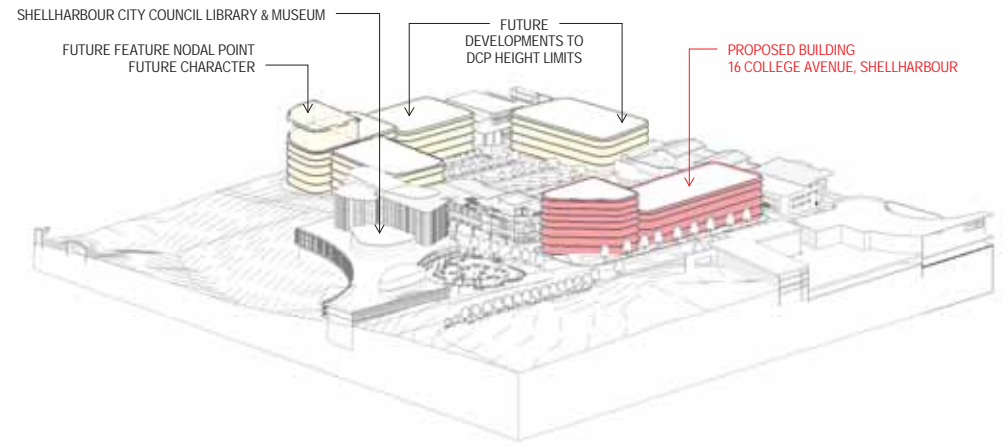 SHELLHARBOUR CITY COUNCIL LIBRARY & MUSEUM
FUTURE FEATURE NODAL POINT
FUTURE CHARACTER
FUTURE
DEVELOPMENTS TO
DCP HEIGHT LIMITS
PROPOSED BUILDING
16 COLLEGE AVENUE, SHELLHARBOUR